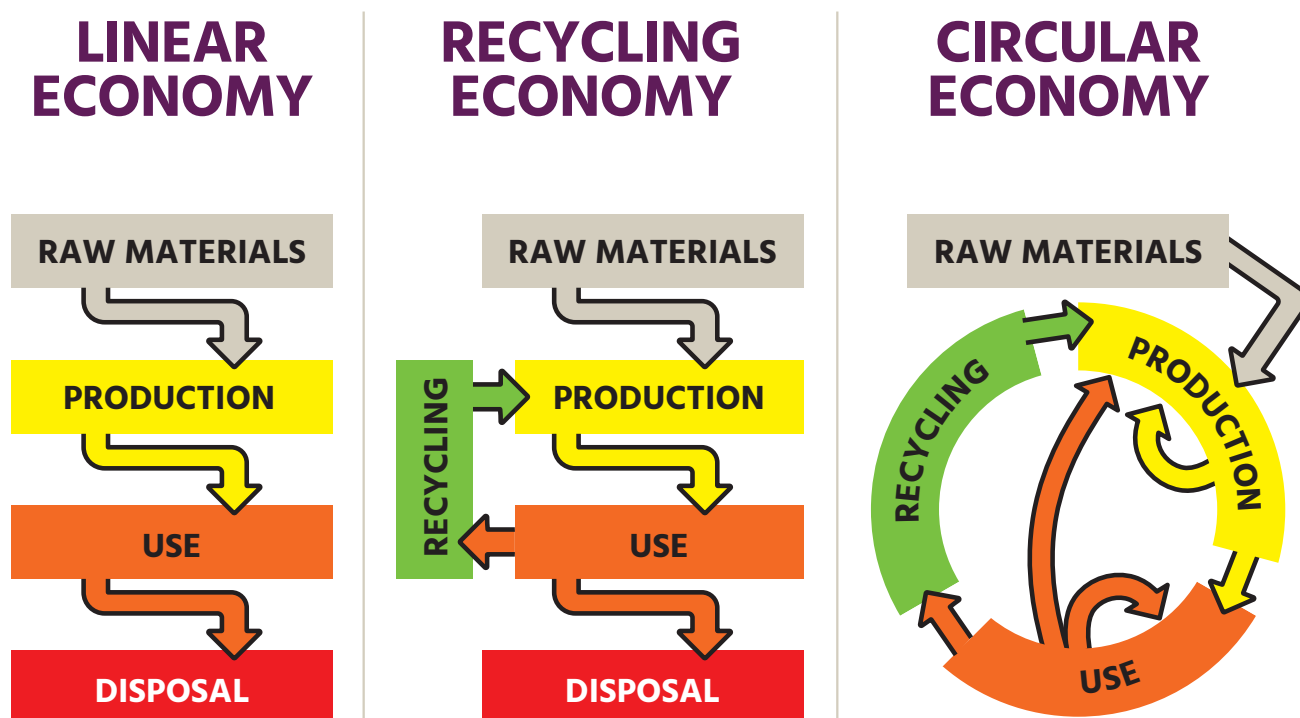 LINEAR
ECONOMY
RAW MATERIALS
PRODUCTION
USE
DISPOSAL
RECYCLING
ECONOMY
RAW MATERIALS
RECYCLING
PRODUCTION
USE
DISPOSAL
CIRCULAR
ECONOMY
RAW MATERIALS
RECYCLING
PRODUCTION
USE